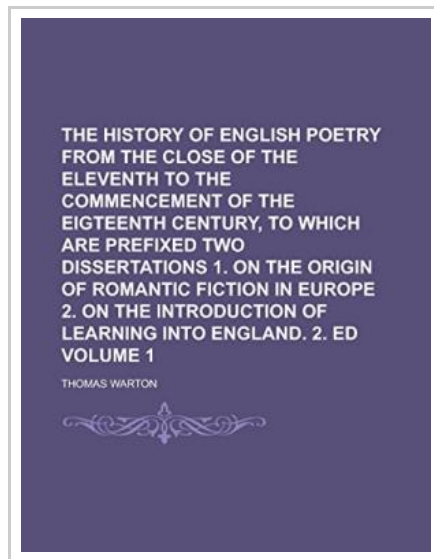 THE HISTORY OF ENGLISH POETRY
FROM THE CLOSE OF THE
ELEVENTH TO THE
COMMENCEMENT OF THE
EIGTEENTH CENTURY, TO WHICH
ARE PREFIXED TWO
DISSERTATIONS 1. ON THE ORIGIN
OF ROMANTIC FICTION IN EUROPE
2. ON THE INTRODUCTION OF
LEARNING INTO ENGLAND. 2. ED
VOLUME 1
THOMAS WARTON